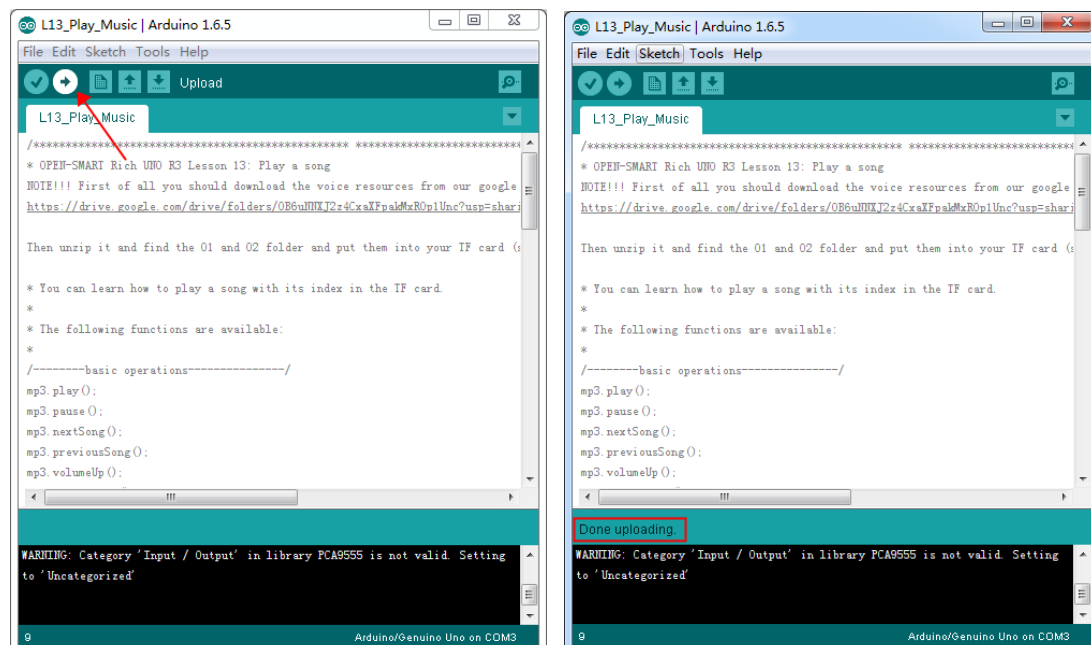 L13_Play_Music | Arduino 1.6.5
File Edit Sketch Tools Help
Upload
L13_Play_Music
/************************************************ *********************
* OPEN-SMART Rich UNO R3 Lesson 13: Play a song
NOTE!!! First of all you should download the voice resources from our google
Then unzip it and find the 01 and 02 folder and put them into your TF card (s
* You can learn how to play a song with its index in the TF card.
*
* The following functions are available:
*
/--------basic operations---------------/
mp3.play();
mp3.pause();
mp3.nextSong();
mp3.previousSong();
mp3.volumeUp();
WARNING: Category 'Input / Output' in library PCA9555 is not valid. Setting
to 'Uncategorized'
9
Arduino/Genuino Uno on COM3
L13_Play_Music | Arduino 1.6.5
File Edit Sketch Tools Help
L13_Play_Music
/************************************************ *********************
* OPEN-SMART Rich UNO R3 Lesson 13: Play a song
NOTE!!! First of all you should download the voice resources from our google
Then unzip it and find the 01 and 02 folder and put them into your TF card (s
* You can learn how to play a song with its index in the TF card.
*
* The following functions are available:
*
/--------basic operations---------------/
mp3.play();
mp3.pause();
mp3.nextSong();
mp3.previousSong();
mp3.volumeUp();
Done uploading.
WARNING: Category 'Input / Output' in library PCA9555 is not valid. Setting
to 'Uncategorized'
9
Arduino/Genuino Uno on COM3